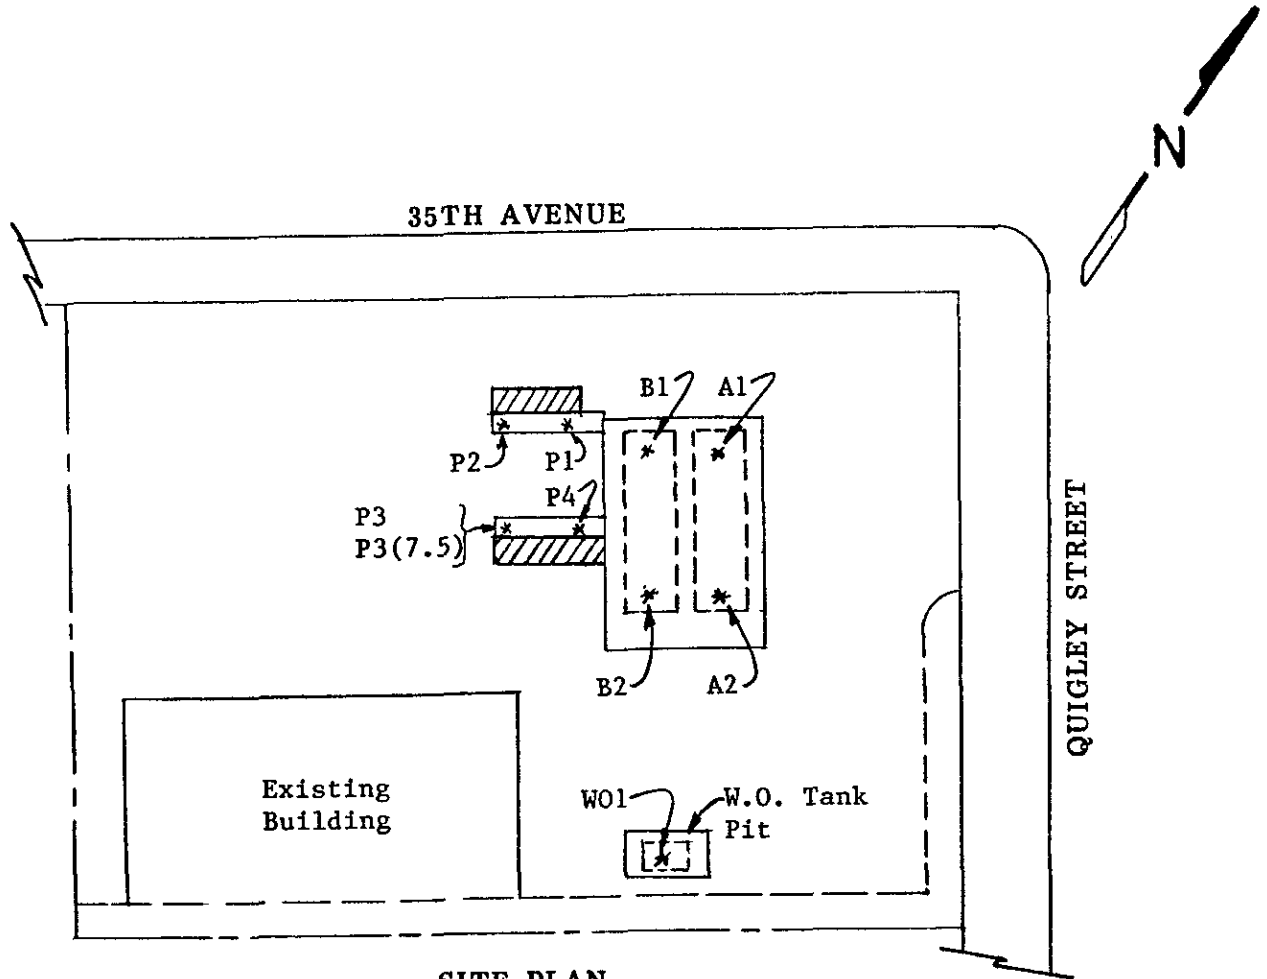 N
35TH AVENUE
B1 A1
P2 P1
P4
P3
P3(7.5)
QUIGLEY STREET
B2 A2
Existing
Building
WO1
W.O. Tank
Pit
SITE PLAN